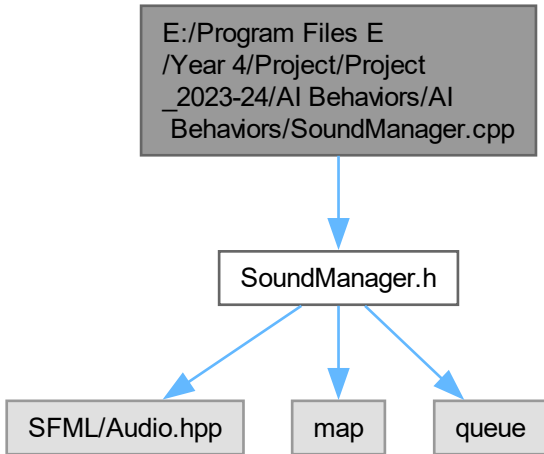 E:/Program Files E
/Year 4/Project/Project
_2023-24/AI Behaviors/AI
Behaviors/SoundManager.cpp
SoundManager.h
SFML/Audio.hpp
map
queue